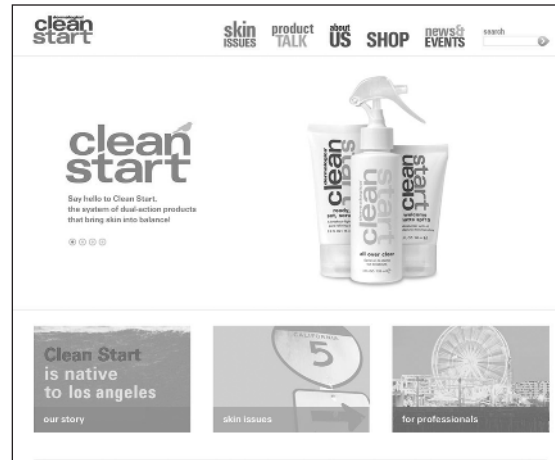 clean
start
skin
ISSUES
product
TALK
about
US
SHOP
news&
EVENTS
search
clean
start
Say hello to Clean Start,
the system of dual-action products
that bring skin into balance!
clean start
clean start
clean start
ready,
all over clear
welcome
Clean Start
is native
to los angeles
our story
CALIFORNIA
5
skin issues
for professionals